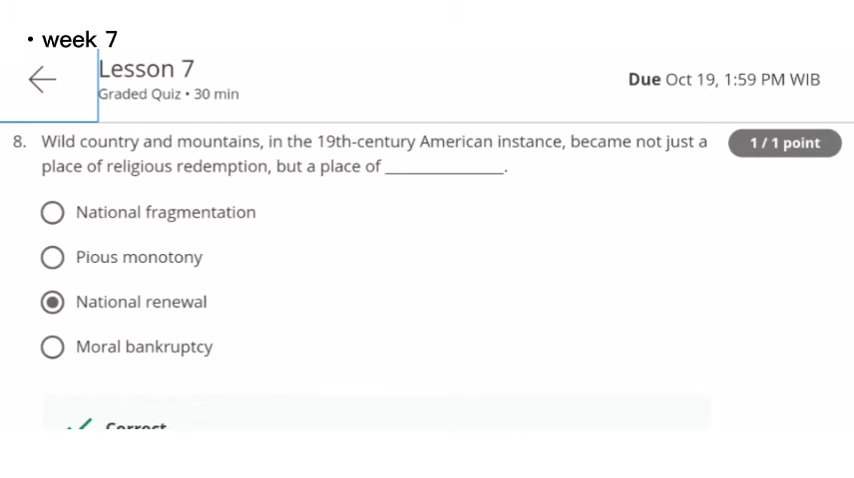 • week 7
Lesson 7
Graded Quiz • 30 min
Due Oct 19, 1:59 PM WIB
8. Wild country and mountains, in the 19th-century American instance, became not just a
place of religious redemption, but a place of ______________.
1 / 1 point
National fragmentation
Pious monotony
National renewal
Moral bankruptcy
Correct